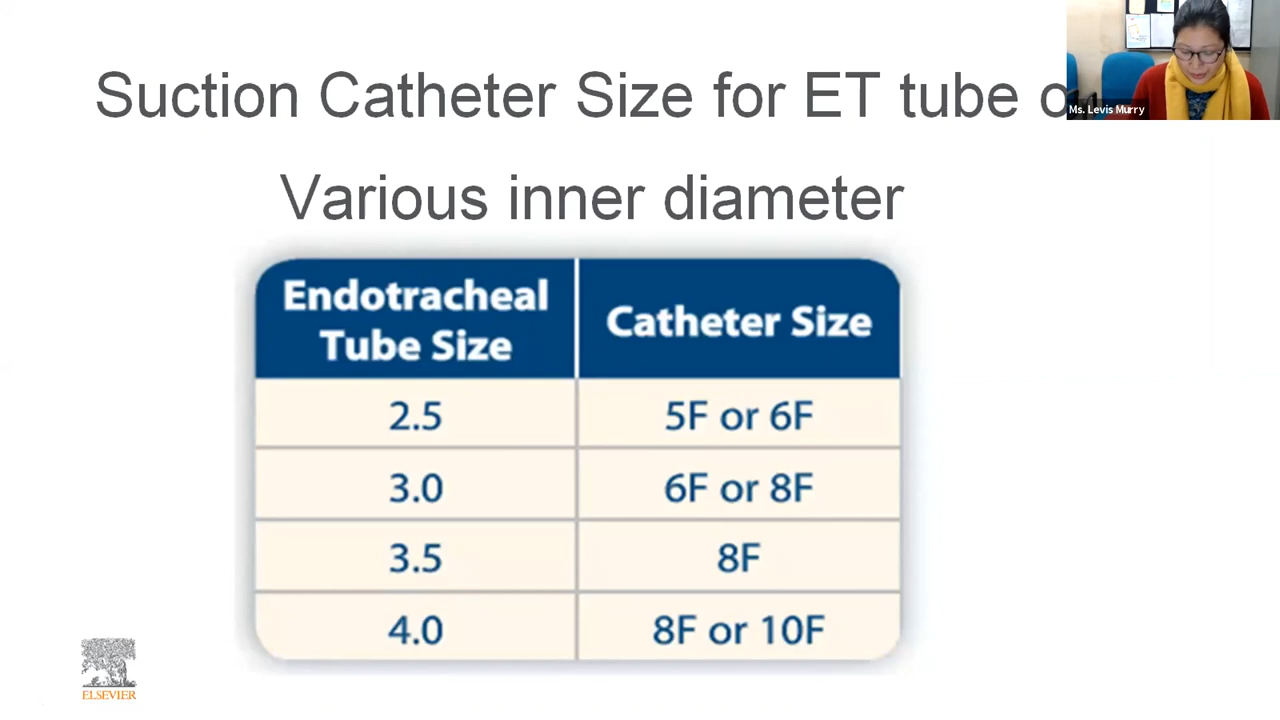 Suction Catheter Size for ET tube
Various inner diameter
Ms. Levis Murry
Endotracheal
Tube Size
Catheter Size
2.5
5F or 6F
3.0
6F or 8F
3.5
8F
4.0
8F or 10F
ELSEVIER